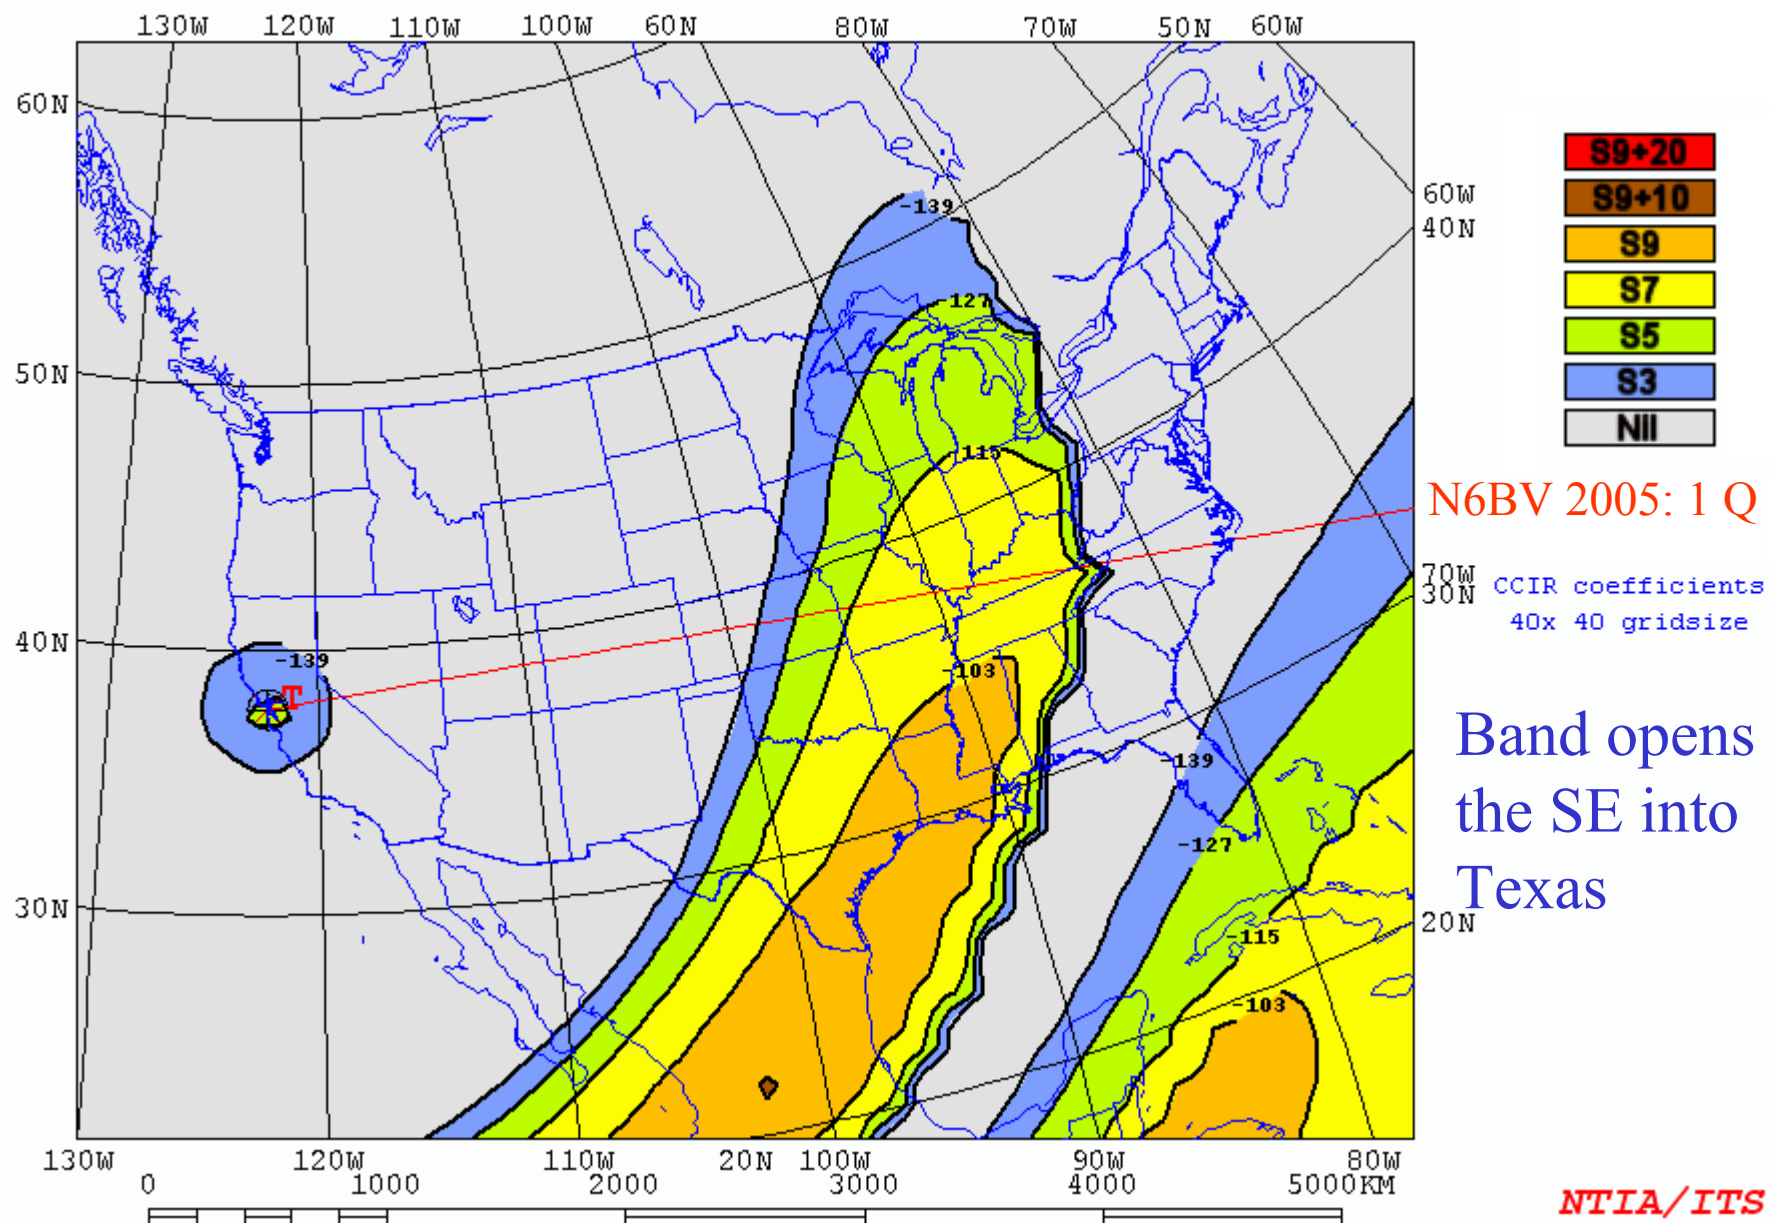 130W 120W 110W 100W 60N 80W 70W 50N 60W
60N
S9+20
S9+10
60W
40N
S9
S7
S5
S3
Nil
-139
-127
50N
115
N6BV 2005: 1 Q
70W
30N
CCIR coefficients
40x 40 gridsize
40N
-139
T
-103
Band opens
the SE into
Texas
-139
-127
30N
20N
-115
-103
130W 120W 110W 20N 100W 90W 80W
0 1000 2000 3000 4000 5000KM
NTIA/ITS